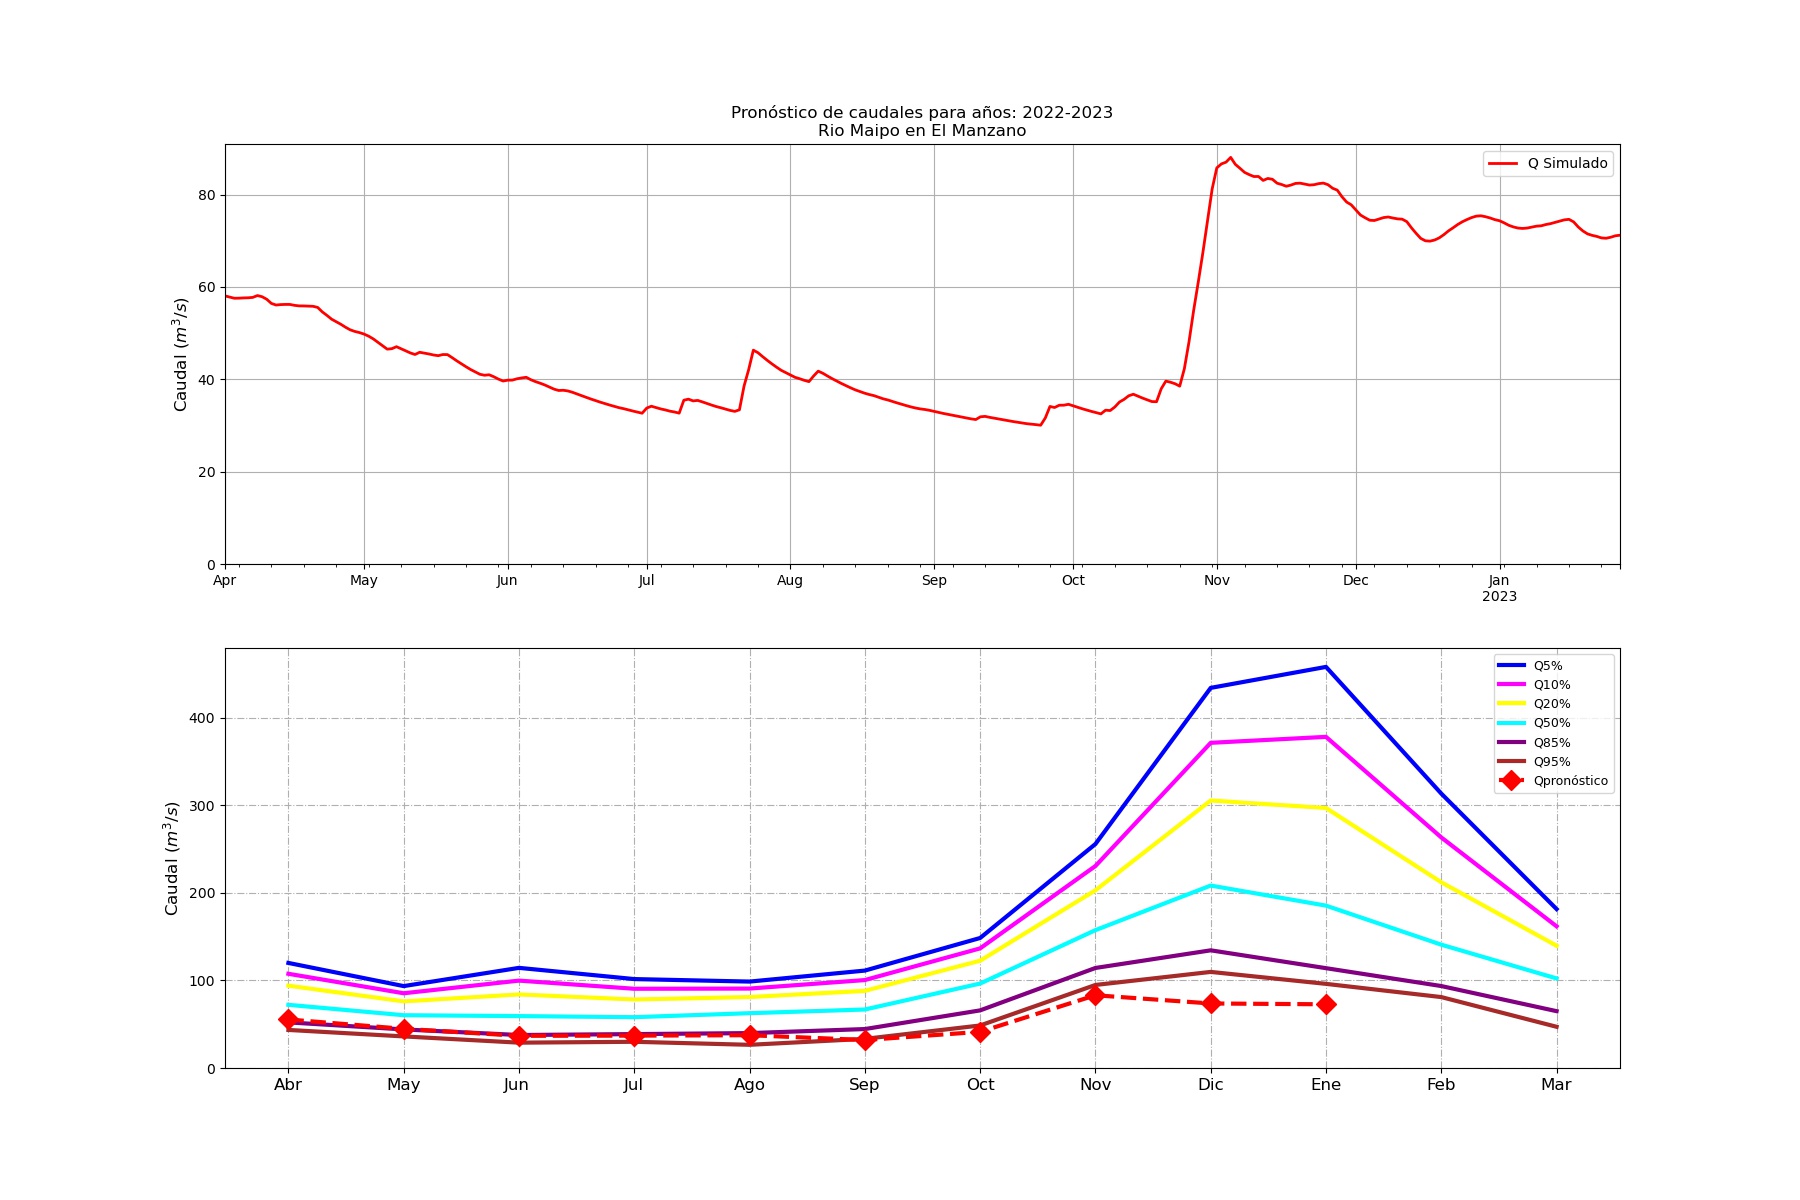 Pronóstico de caudales para años: 2022-2023
Rio Maipo en El Manzano
Q Simulado
Caudal (m³/s)
80
60
40
20
0
Apr May Jun Jul Aug Sep Oct Nov Dec Jan
2023
Q5%
Q10%
Q20%
Q50%
Q85%
Q95%
Qpronóstico
Caudal (m³/s)
400
300
200
100
0
Abr May Jun Jul Ago Sep Oct Nov Dic Ene Feb Mar